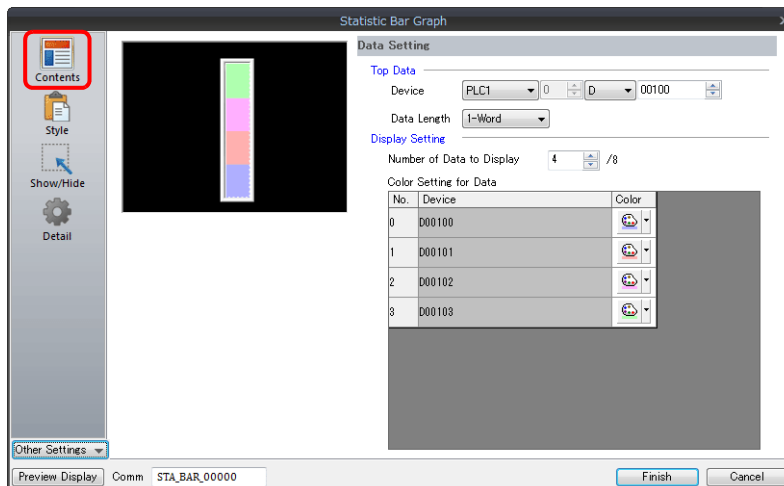 Statistic Bar Graph
Contents
Style
Show/Hide
Detail
Other Settings
Data Setting
Top Data
Device PLC1 0 D 00100
Data Length 1-Word
Display Setting
Number of Data to Display 4 /8
Color Setting for Data
No. Device Color
0 D00100
1 D00101
2 D00102
3 D00103
Preview Display Comm STA_BAR_00000 Finish Cancel